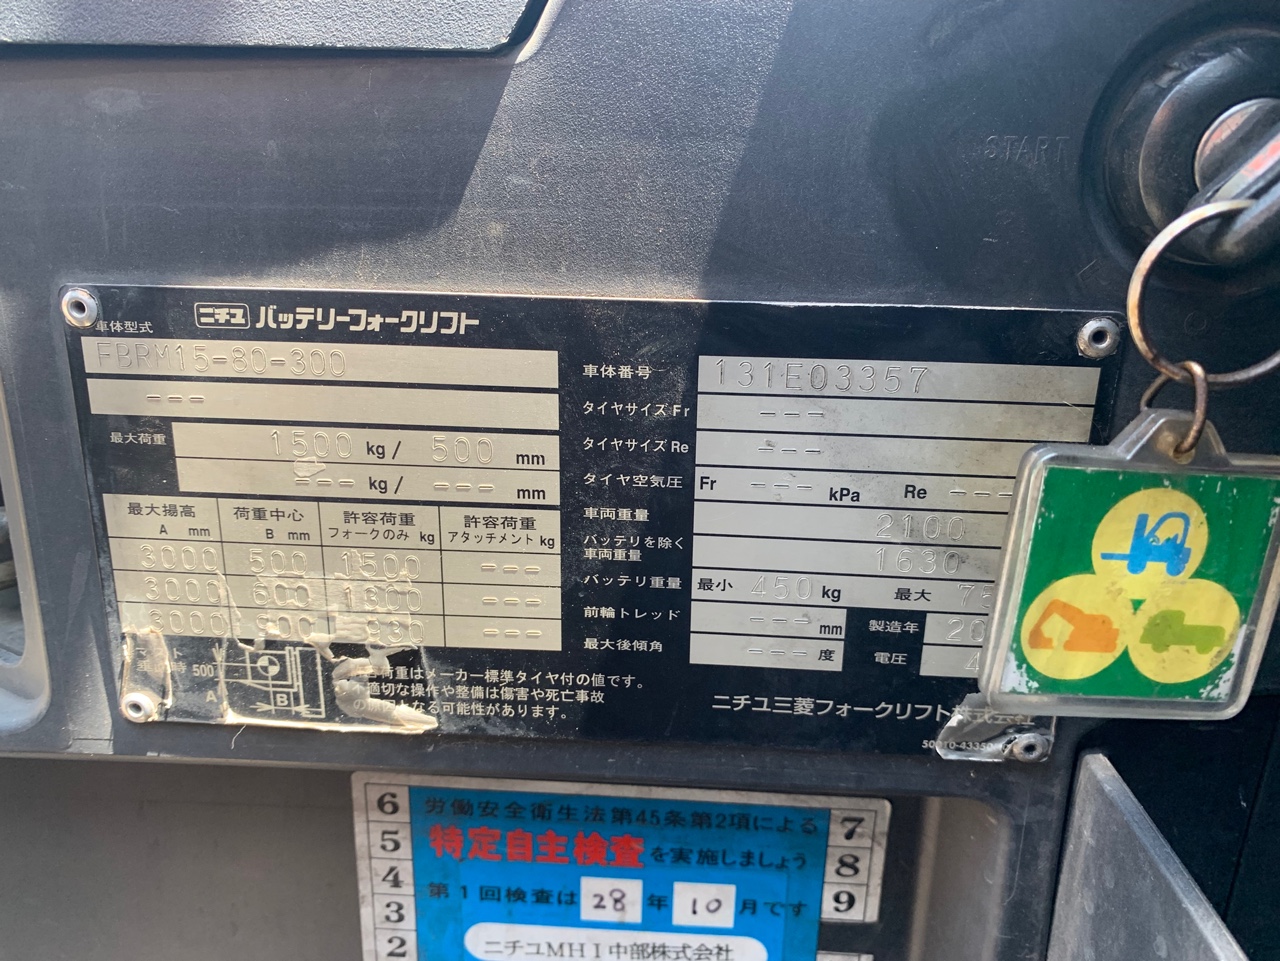 START
ニチユ バッテリーフォークリフト
車体型式
FBRM15-80-300
---
最大荷重 1500 kg/ 500 mm
--- kg/ --- mm
最大揚高 A mm 荷重中心 B mm 許容荷重 フォークのみ kg 許容荷重 アタッチメント kg
3000 500 1500 ---
3000 600 ---
3000 930 ---
500
A
B
荷重はメーカー標準タイヤ付の値です。
不適切な操作や整備は傷害や死亡事故
の原因となる可能性があります。
車体番号 131E03357
タイヤサイズ Fr ---
タイヤサイズ Re ---
タイヤ空気圧 Fr --- kPa Re ---
車両重量 2100
バッテリを除く
車両重量 1630
バッテリ重量 最小 450 kg 最大
前輪トレッド --- mm 製造年 20
最大後傾角 --- 度 電圧 4
ニチユ三菱フォークリフト株式会社
労働安全衛生法第45条第2項による
特定自主検査を実施しましょう
第1回検査は 28 年 10 月です
ニチユMHI中部株式会社
6
5
4
3
2
7
8
9